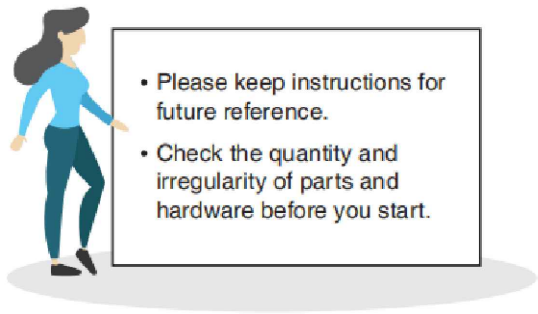 • Please keep instructions for
future reference.
• Check the quantity and
irregularity of parts and
hardware before you start.